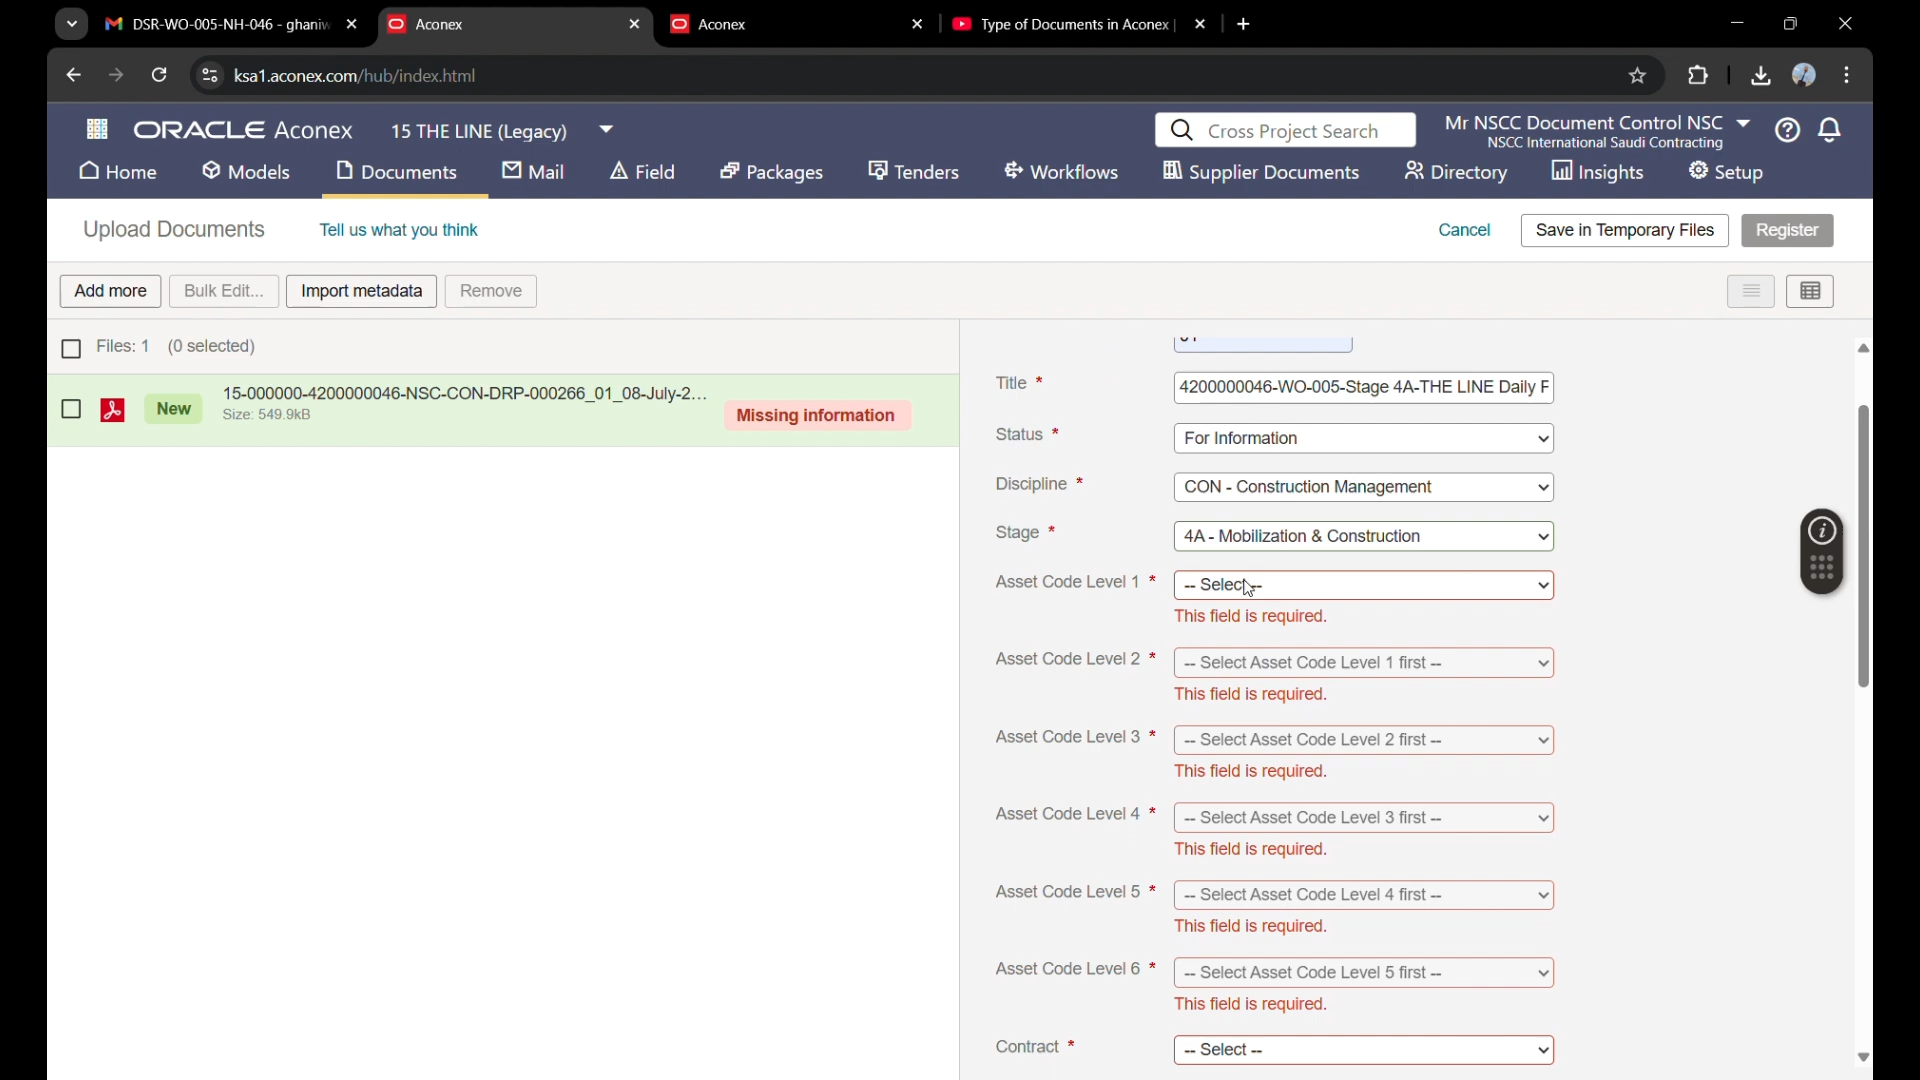 DSR-WO-005-NH-046 - ghaniw
Aconex
Aconex
Type of Documents in Aconex |
ksa1.aconex.com/hub/index.html
ORACLE Aconex
15 THE LINE (Legacy)
Cross Project Search
Mr NSCC Document Control NSC
NSCC International Saudi Contracting
Home
Models
Documents
Mail
Field
Packages
Tenders
Workflows
Supplier Documents
Directory
Insights
Setup
Upload Documents
Tell us what you think
Cancel
Save in Temporary Files
Register
Add more
Bulk Edit...
Import metadata
Remove
Files: 1 (0 selected)
New
15-000000-4200000046-NSC-CON-DRP-000266_01_08-July-2...
Size: 549.9kB
Missing information
Title *
4200000046-WO-005-Stage 4A-THE LINE Daily F
Status *
For Information
Discipline *
CON - Construction Management
Stage *
4A - Mobilization & Construction
Asset Code Level 1 *
-- Select --
This field is required.
Asset Code Level 2 *
-- Select Asset Code Level 1 first --
This field is required.
Asset Code Level 3 *
-- Select Asset Code Level 2 first --
This field is required.
Asset Code Level 4 *
-- Select Asset Code Level 3 first --
This field is required.
Asset Code Level 5 *
-- Select Asset Code Level 4 first --
This field is required.
Asset Code Level 6 *
-- Select Asset Code Level 5 first --
This field is required.
Contract *
-- Select --